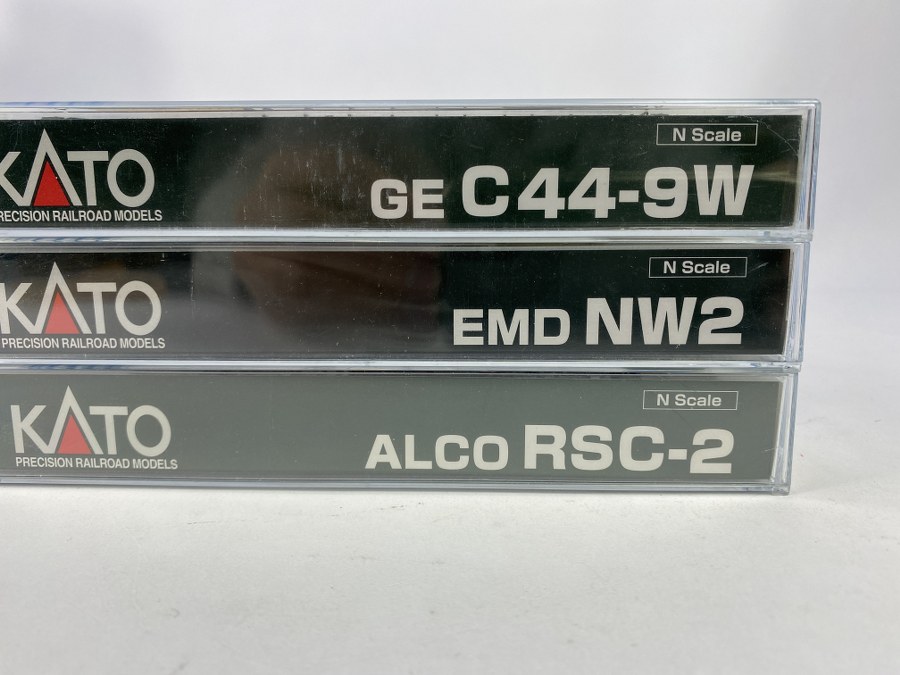 N Scale
KATO
GE C44-9W
PRECISION RAILROAD MODELS
N Scale
KATO
EMD NW2
PRECISION RAILROAD MODELS
N Scale
KATO
ALCO RSC-2
PRECISION RAILROAD MODELS